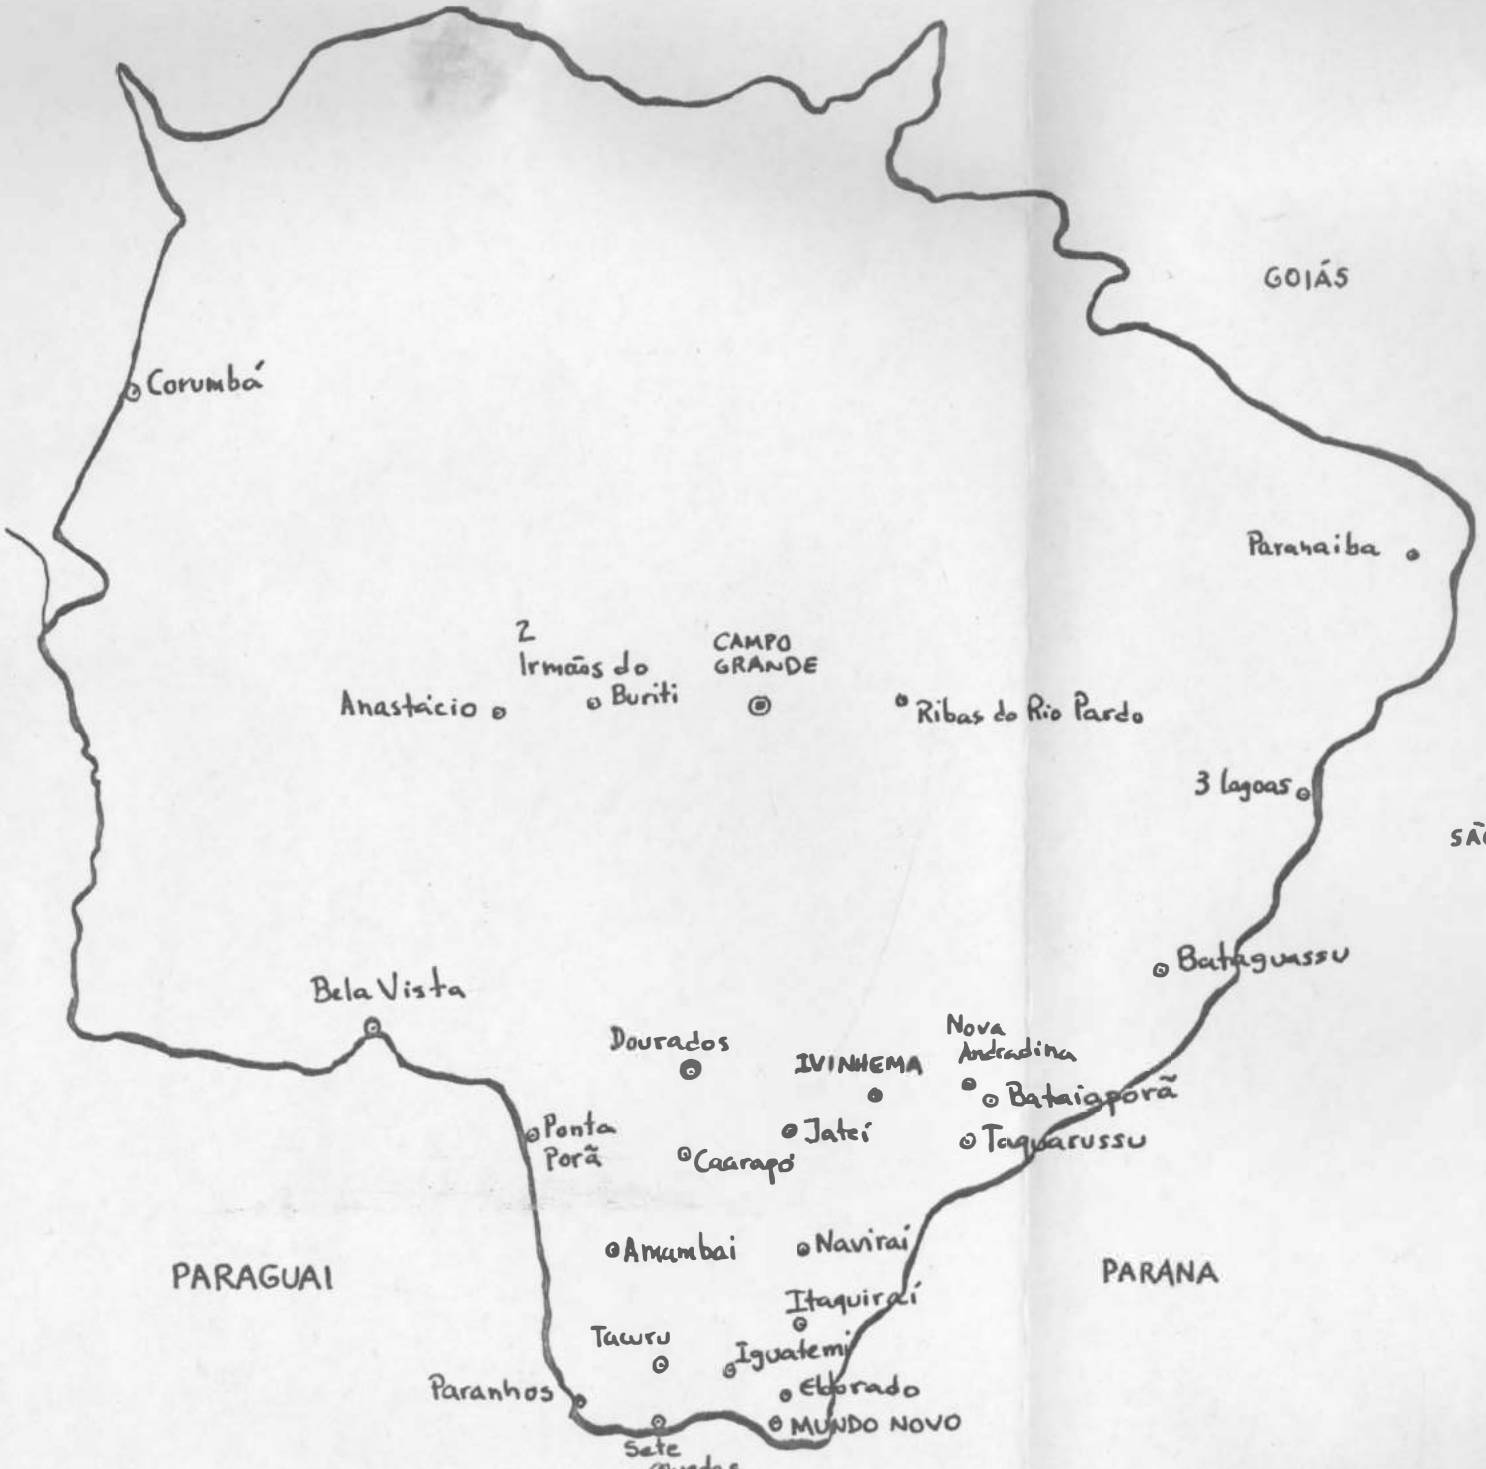 GOIÁS
Corumbá
Paranaiba
2
Irmãos do
Buriti
CAMPO
GRANDE
Anastácio
Ribas do Rio Pardo
3 lagoas
SÃO
Bataguassu
Bela Vista
Dourados
IVINHEMA
Nova
Andradina
Bataiaporã
Ponta
Porã
Jateí
Taquarussu
Caarapó
Amambai
Naviraí
PARAGUAI
PARANA
Itaquiraí
Tacuru
Iguatemi
Paranhos
Eldorado
MUNDO NOVO
Sete